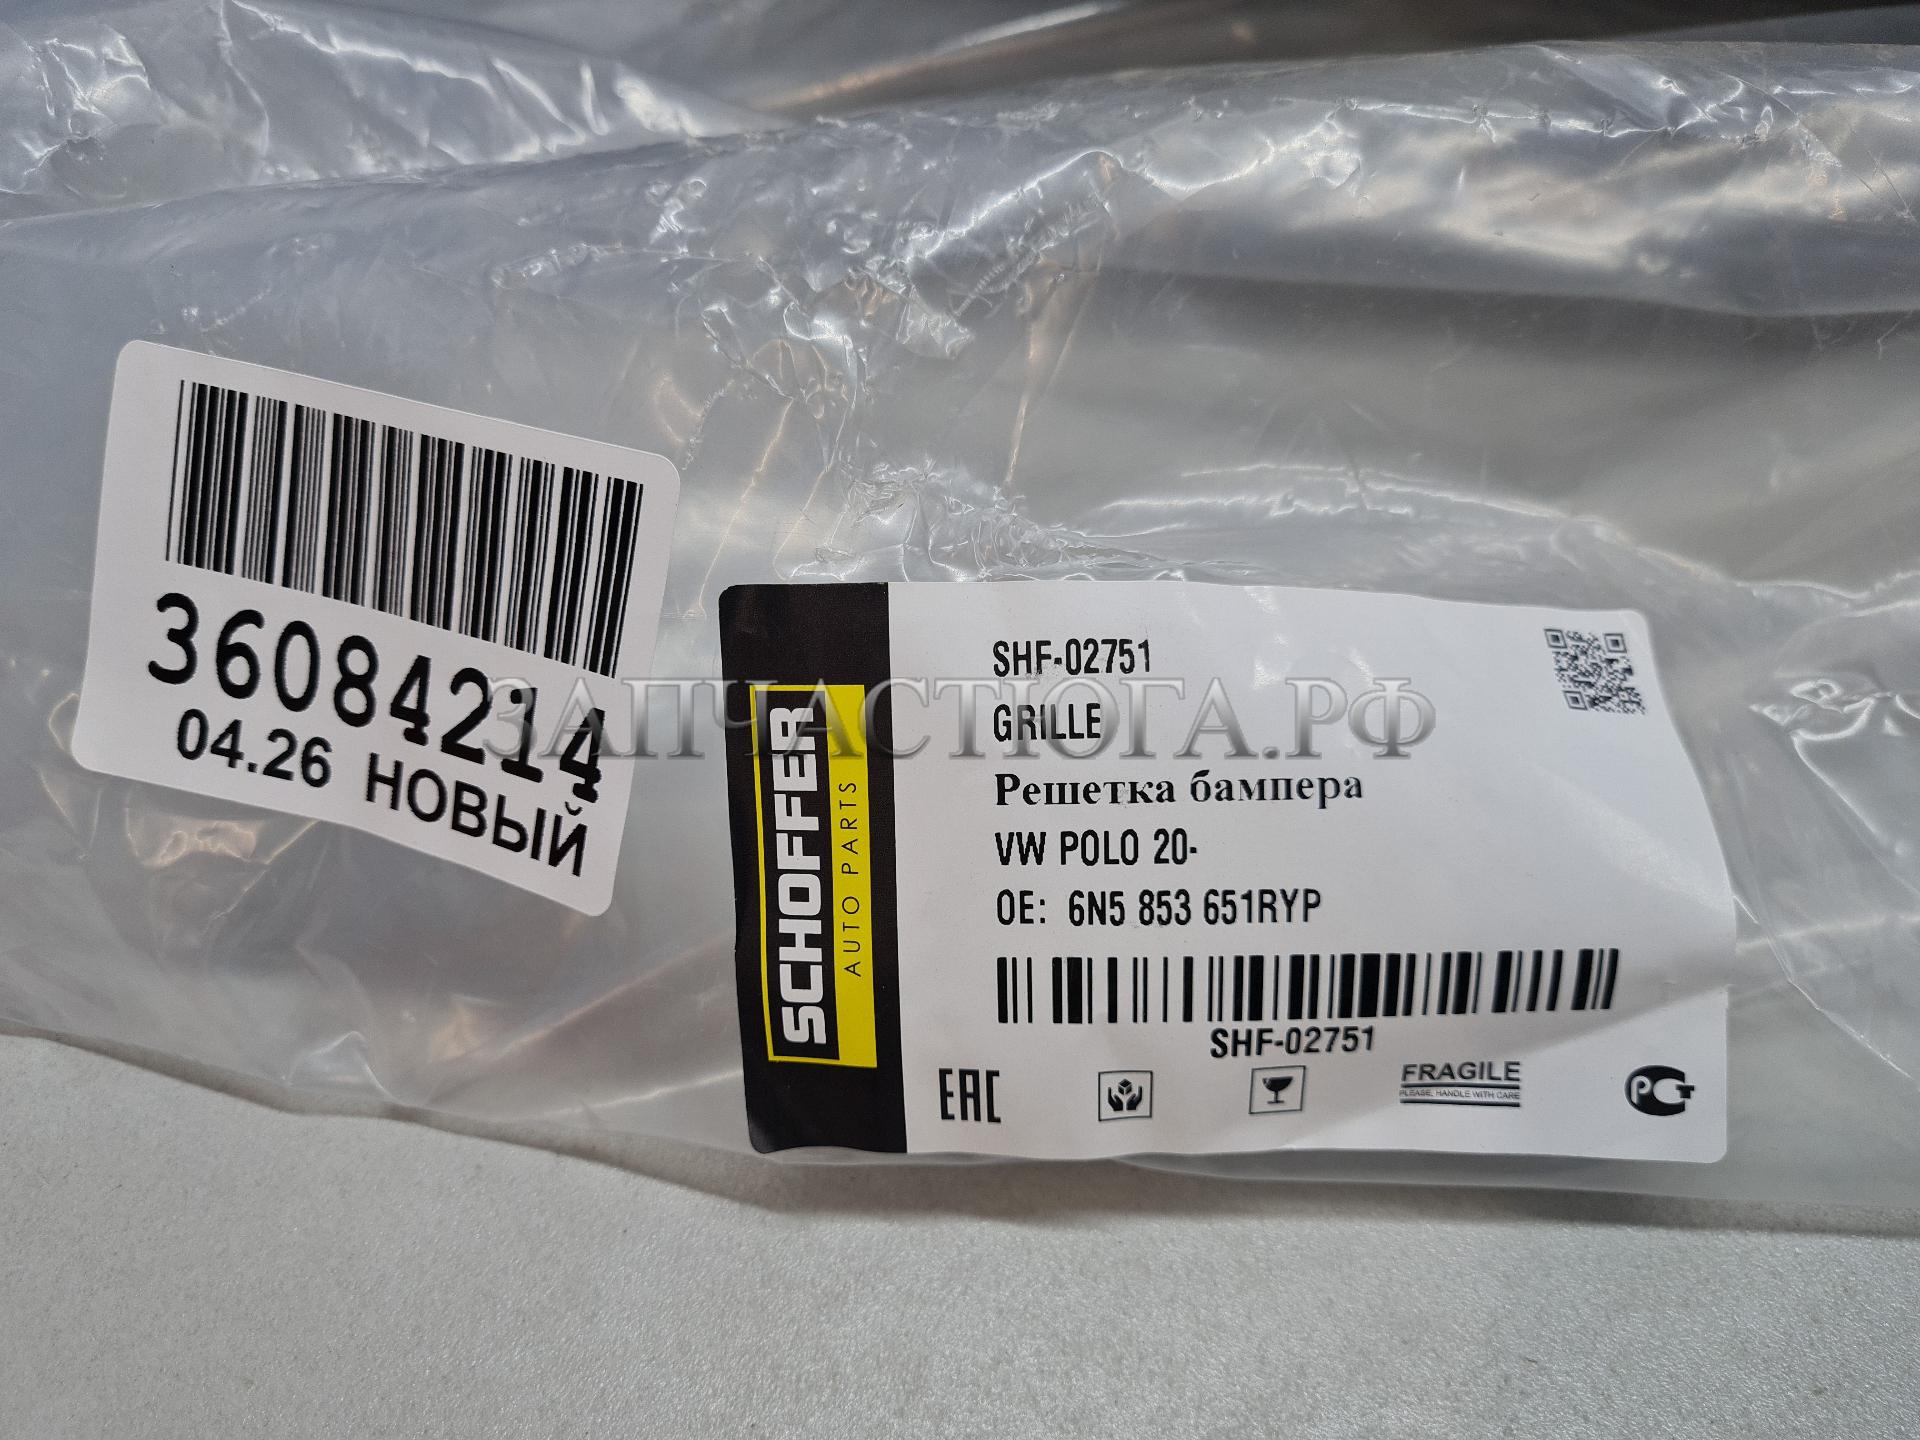 36084214
04.26 НОВЫЙ
ЗАПЧАСТЮГА.РФ
SCHOFFER
AUTO PARTS
SHF-02751
GRILLE
Решетка бампера
VW POLO 20-
OE: 6N5 853 651RYP
SHF-02751
EAC
FRAGILE
PLEASE, HANDLE WITH CARE
РСТ